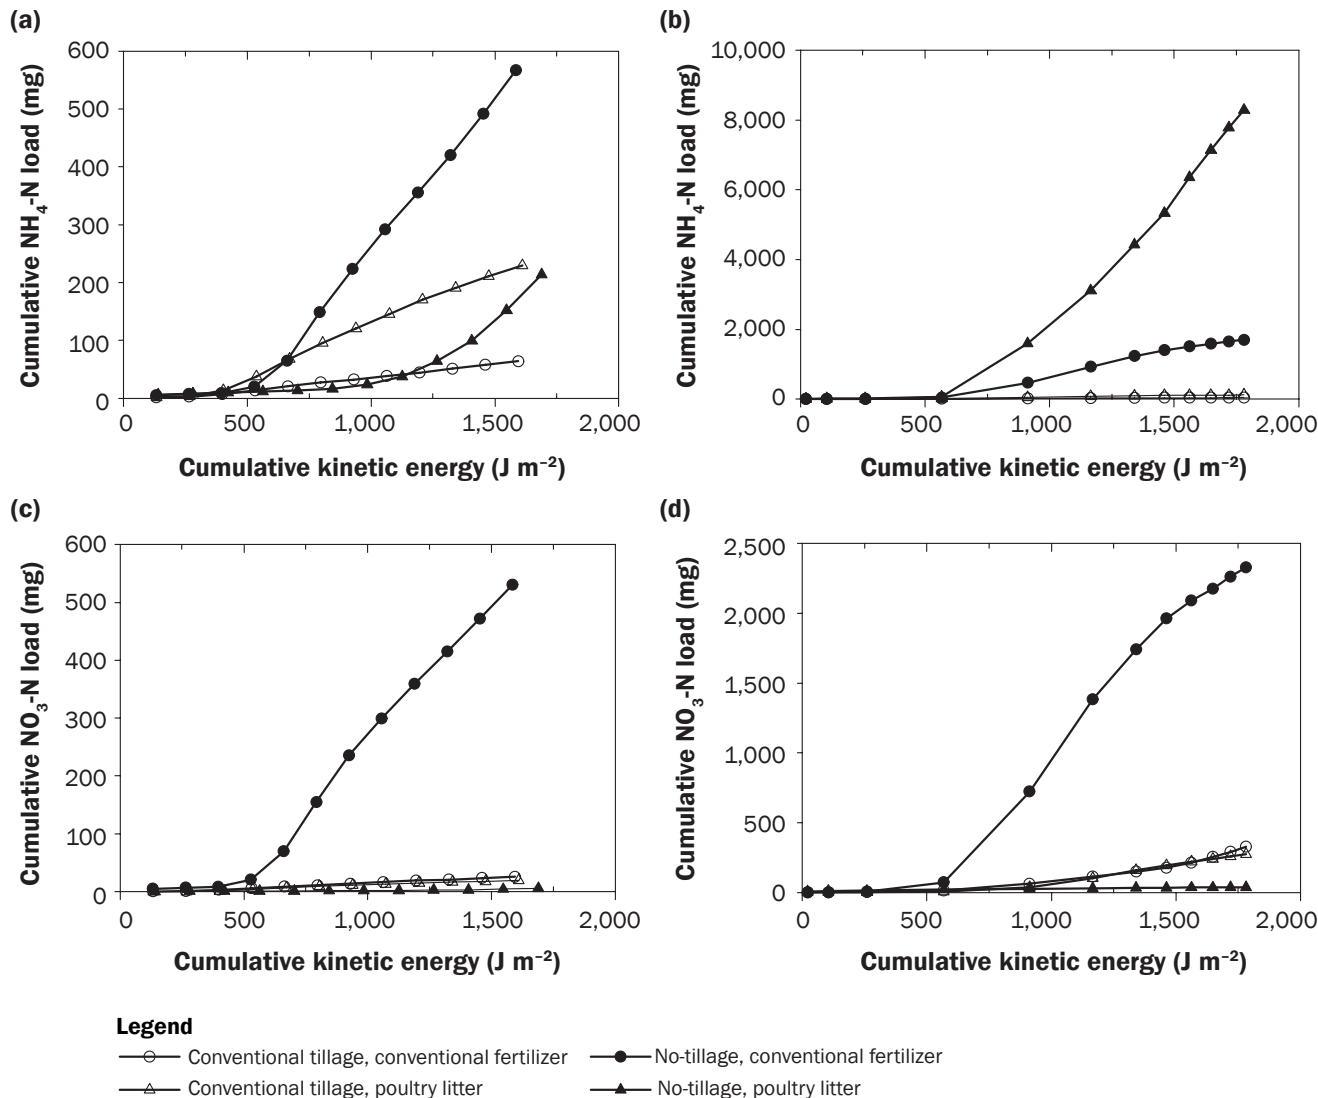 (a)
600
500
400
300
200
100
0
Cumulative NH4-N load (mg)
0 500 1,000 1,500 2,000
Cumulative kinetic energy (J m–2)
(b)
10,000
8,000
6,000
4,000
2,000
0
Cumulative NH4-N load (mg)
0 500 1,000 1,500 2,000
Cumulative kinetic energy (J m–2)
(c)
600
500
400
300
200
100
0
Cumulative NO3-N load (mg)
0 500 1,000 1,500 2,000
Cumulative kinetic energy (J m–2)
(d)
2,500
2,000
1,500
1,000
500
0
Cumulative NO3-N load (mg)
0 500 1,000 1,500 2,000
Cumulative kinetic energy (J m–2)
Legend
Conventional tillage, conventional fertilizer
No-tillage, conventional fertilizer
Conventional tillage, poultry litter
No-tillage, poultry litter